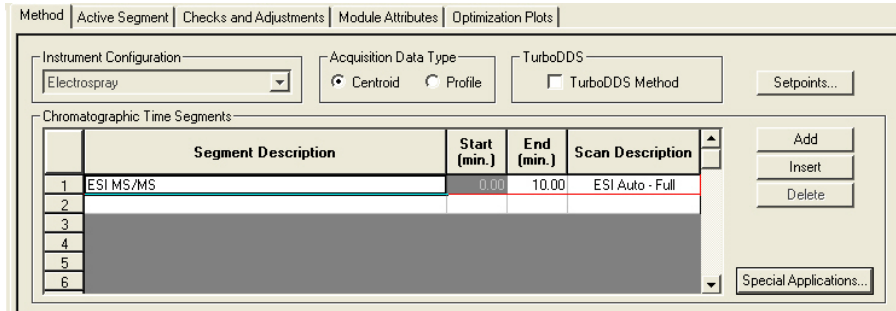 Method Active Segment Checks and Adjustments Module Attributes Optimization Plots
Instrument Configuration Acquisition Data Type TurboDDS
Electrospray Centroid Profile TurboDDS Method Setpoints...
Chromatographic Time Segments
Segment Description Start (min.) End (min.) Scan Description
1 ESI MS/MS 0.00 10.00 ESI Auto - Full
2
3
4
5
6
Add
Insert
Delete
Special Applications...